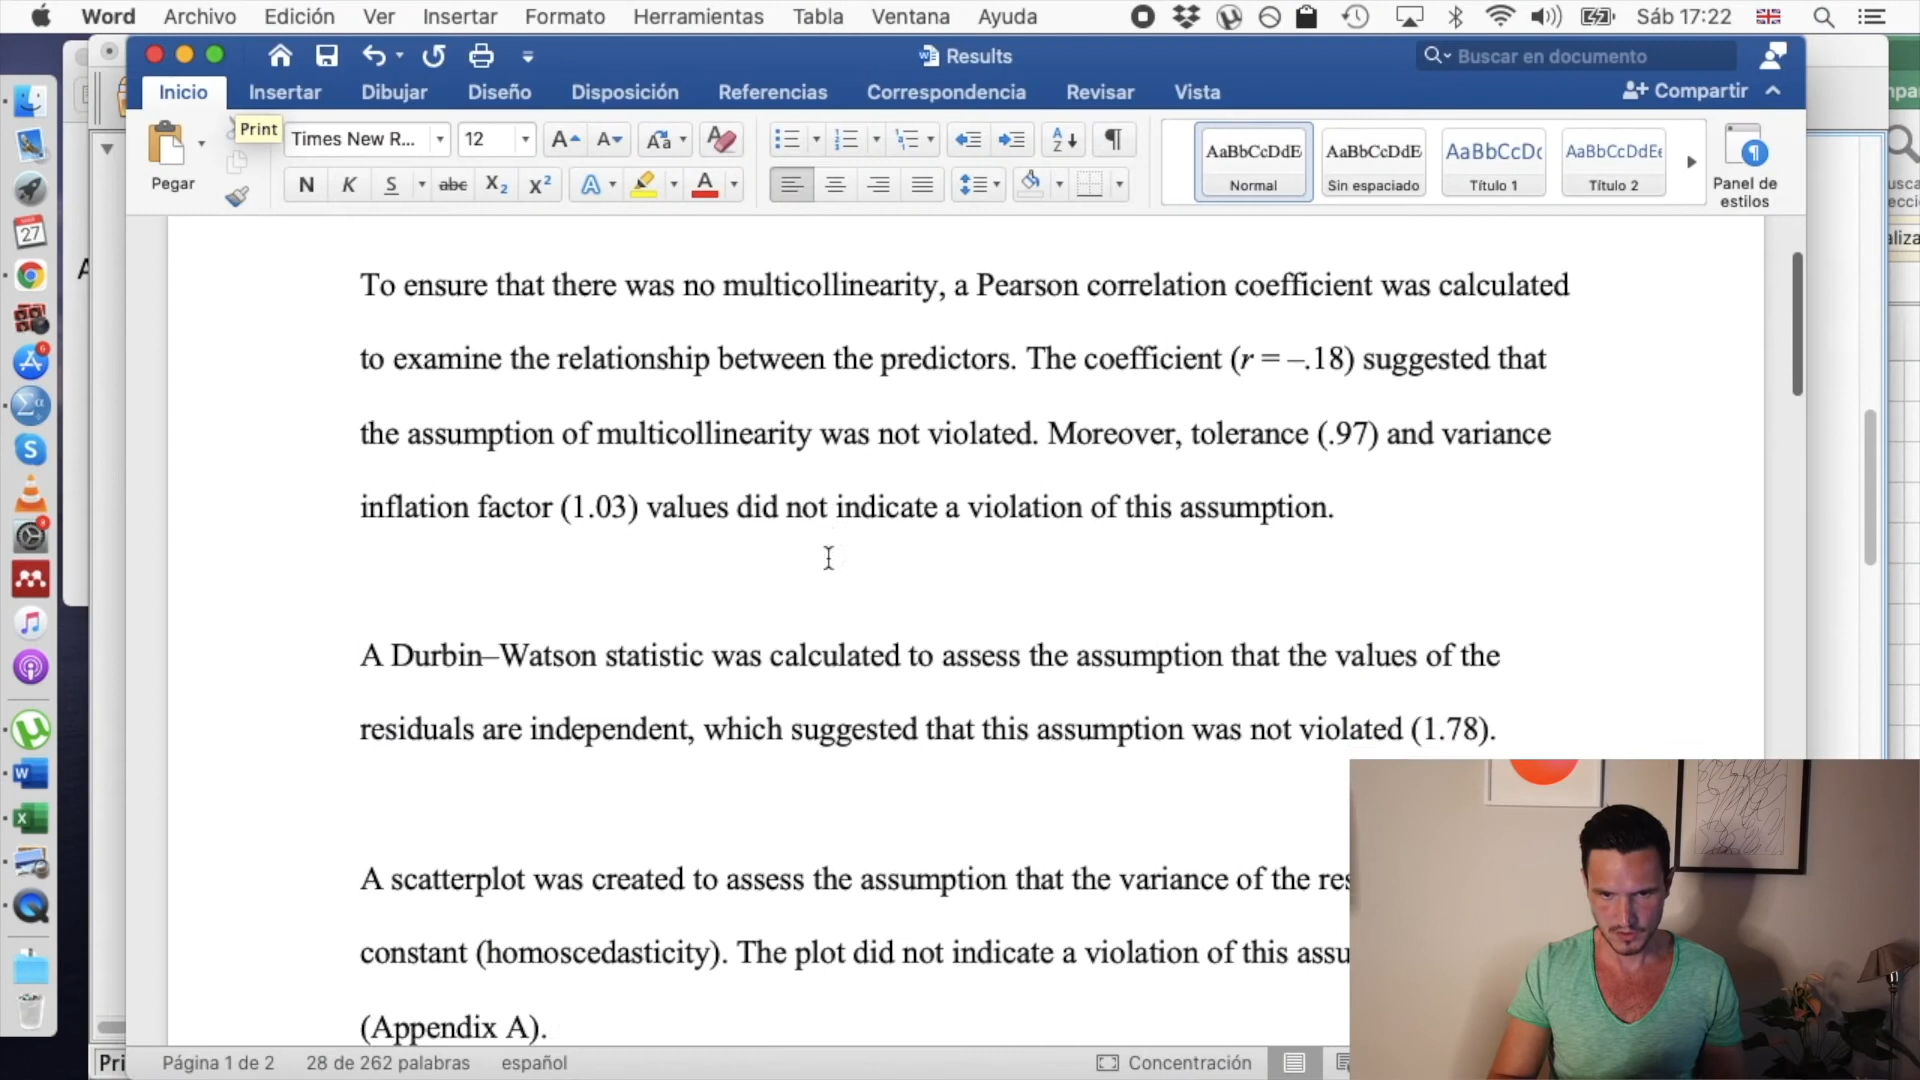 Word Archivo Edición Ver Insertar Formato Herramientas Tabla Ventana Ayuda Sáb 17:22
Results
Buscar en documento
Inicio Insertar Dibujar Diseño Disposición Referencias Correspondencia Revisar Vista Compartir
Print
Pegar
Times New R... 12
N K S abc X2 X2
AaBbCcDdE AaBbCcDdE AaBbCcDc AaBbCcDdEe
Normal Sin espaciado Título 1 Título 2
Panel de
estilos
27
To ensure that there was no multicollinearity, a Pearson correlation coefficient was calculated
to examine the relationship between the predictors. The coefficient (r = –.18) suggested that
the assumption of multicollinearity was not violated. Moreover, tolerance (.97) and variance
inflation factor (1.03) values did not indicate a violation of this assumption.
A Durbin–Watson statistic was calculated to assess the assumption that the values of the
residuals are independent, which suggested that this assumption was not violated (1.78).
A scatterplot was created to assess the assumption that the variance of the res
constant (homoscedasticity). The plot did not indicate a violation of this assu
(Appendix A).
Pri
Página 1 de 2 28 de 262 palabras español Concentración